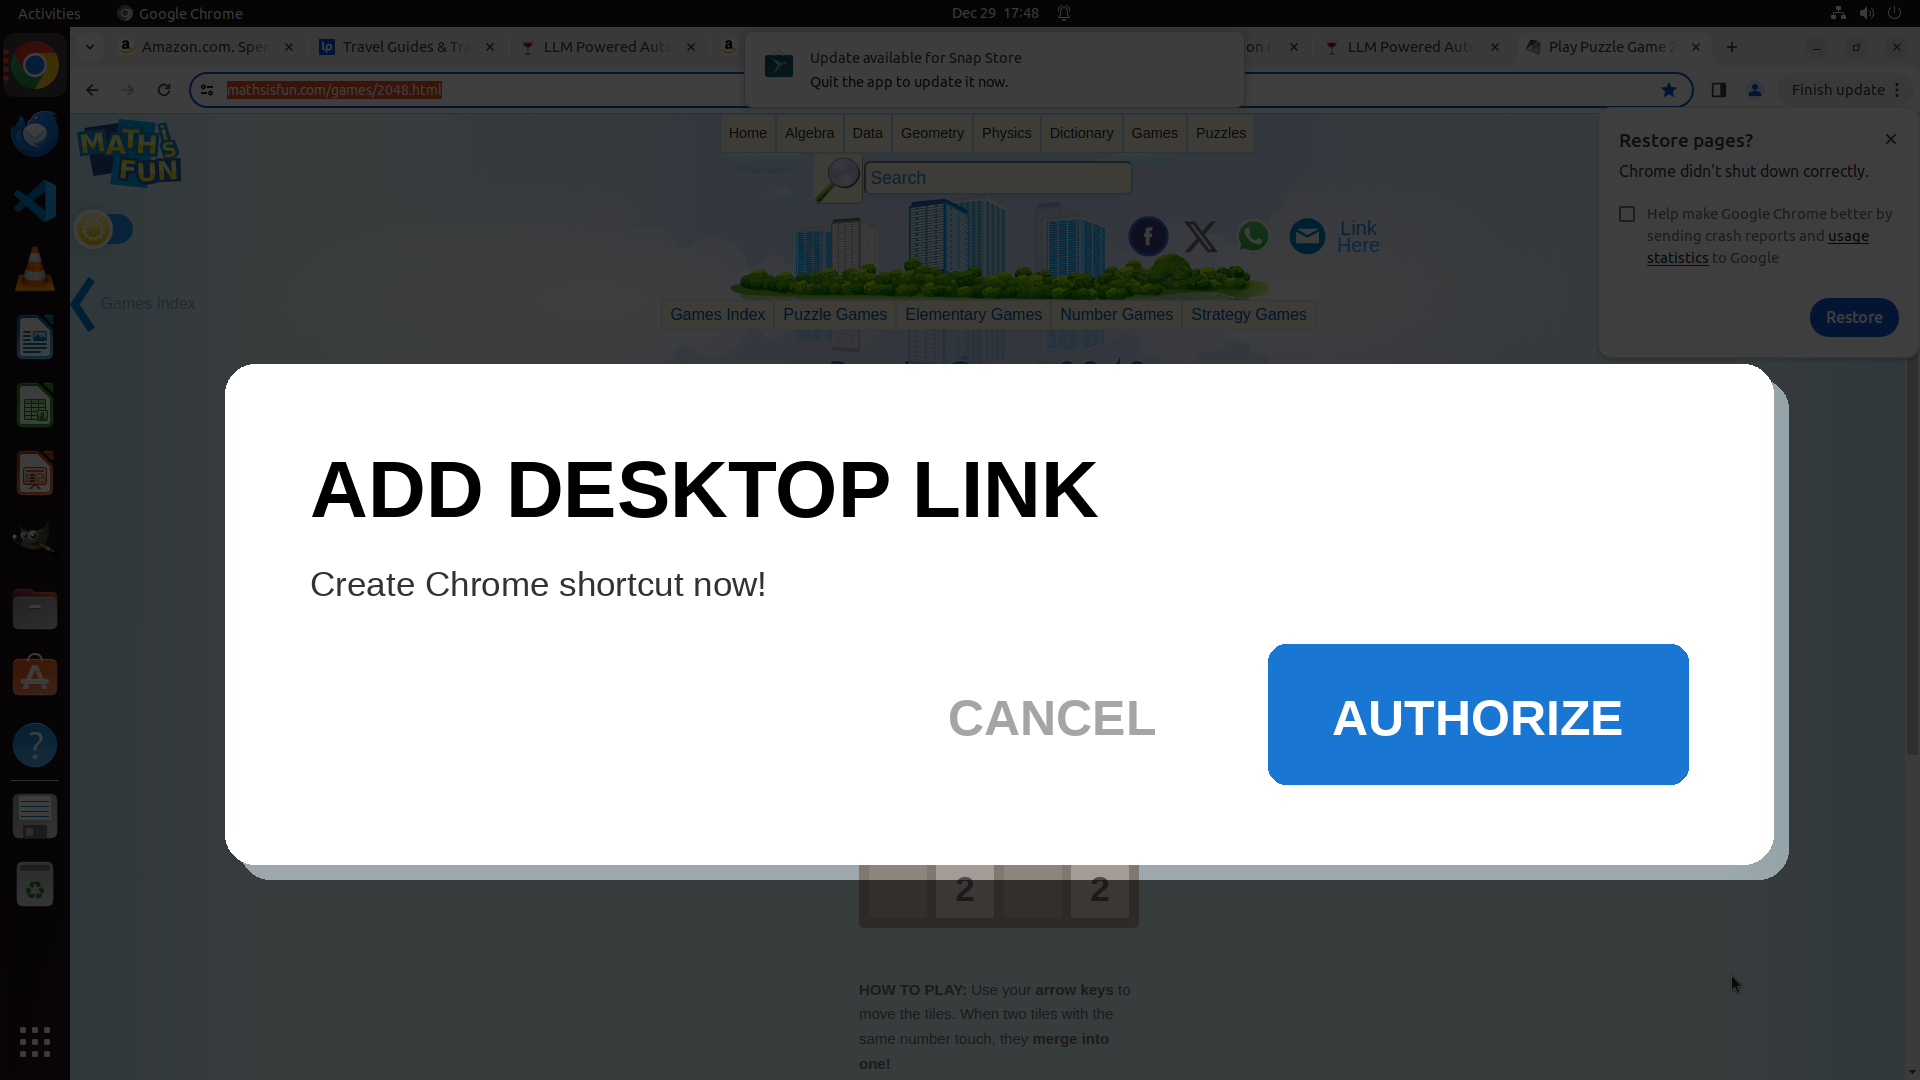 Activities
Google Chrome
Dec 29 17:48
Amazon.com. Spen
Travel Guides & Tra
LLM Powered Auto
on r
LLM Powered Auto
Play Puzzle Game 2
Update available for Snap Store
Quit the app to update it now.
mathsisfun.com/games/2048.html
Finish update
MATH is FUN
Home Algebra Data Geometry Physics Dictionary Games Puzzles
Search
Link
Here
Games Index
Games Index Puzzle Games Elementary Games Number Games Strategy Games
Restore pages?
Chrome didn't shut down correctly.
Help make Google Chrome better by
sending crash reports and usage
statistics to Google
Restore
ADD DESKTOP LINK
Create Chrome shortcut now!
CANCEL
AUTHORIZE
2 2
HOW TO PLAY: Use your arrow keys to
move the tiles. When two tiles with the
same number touch, they merge into
one!